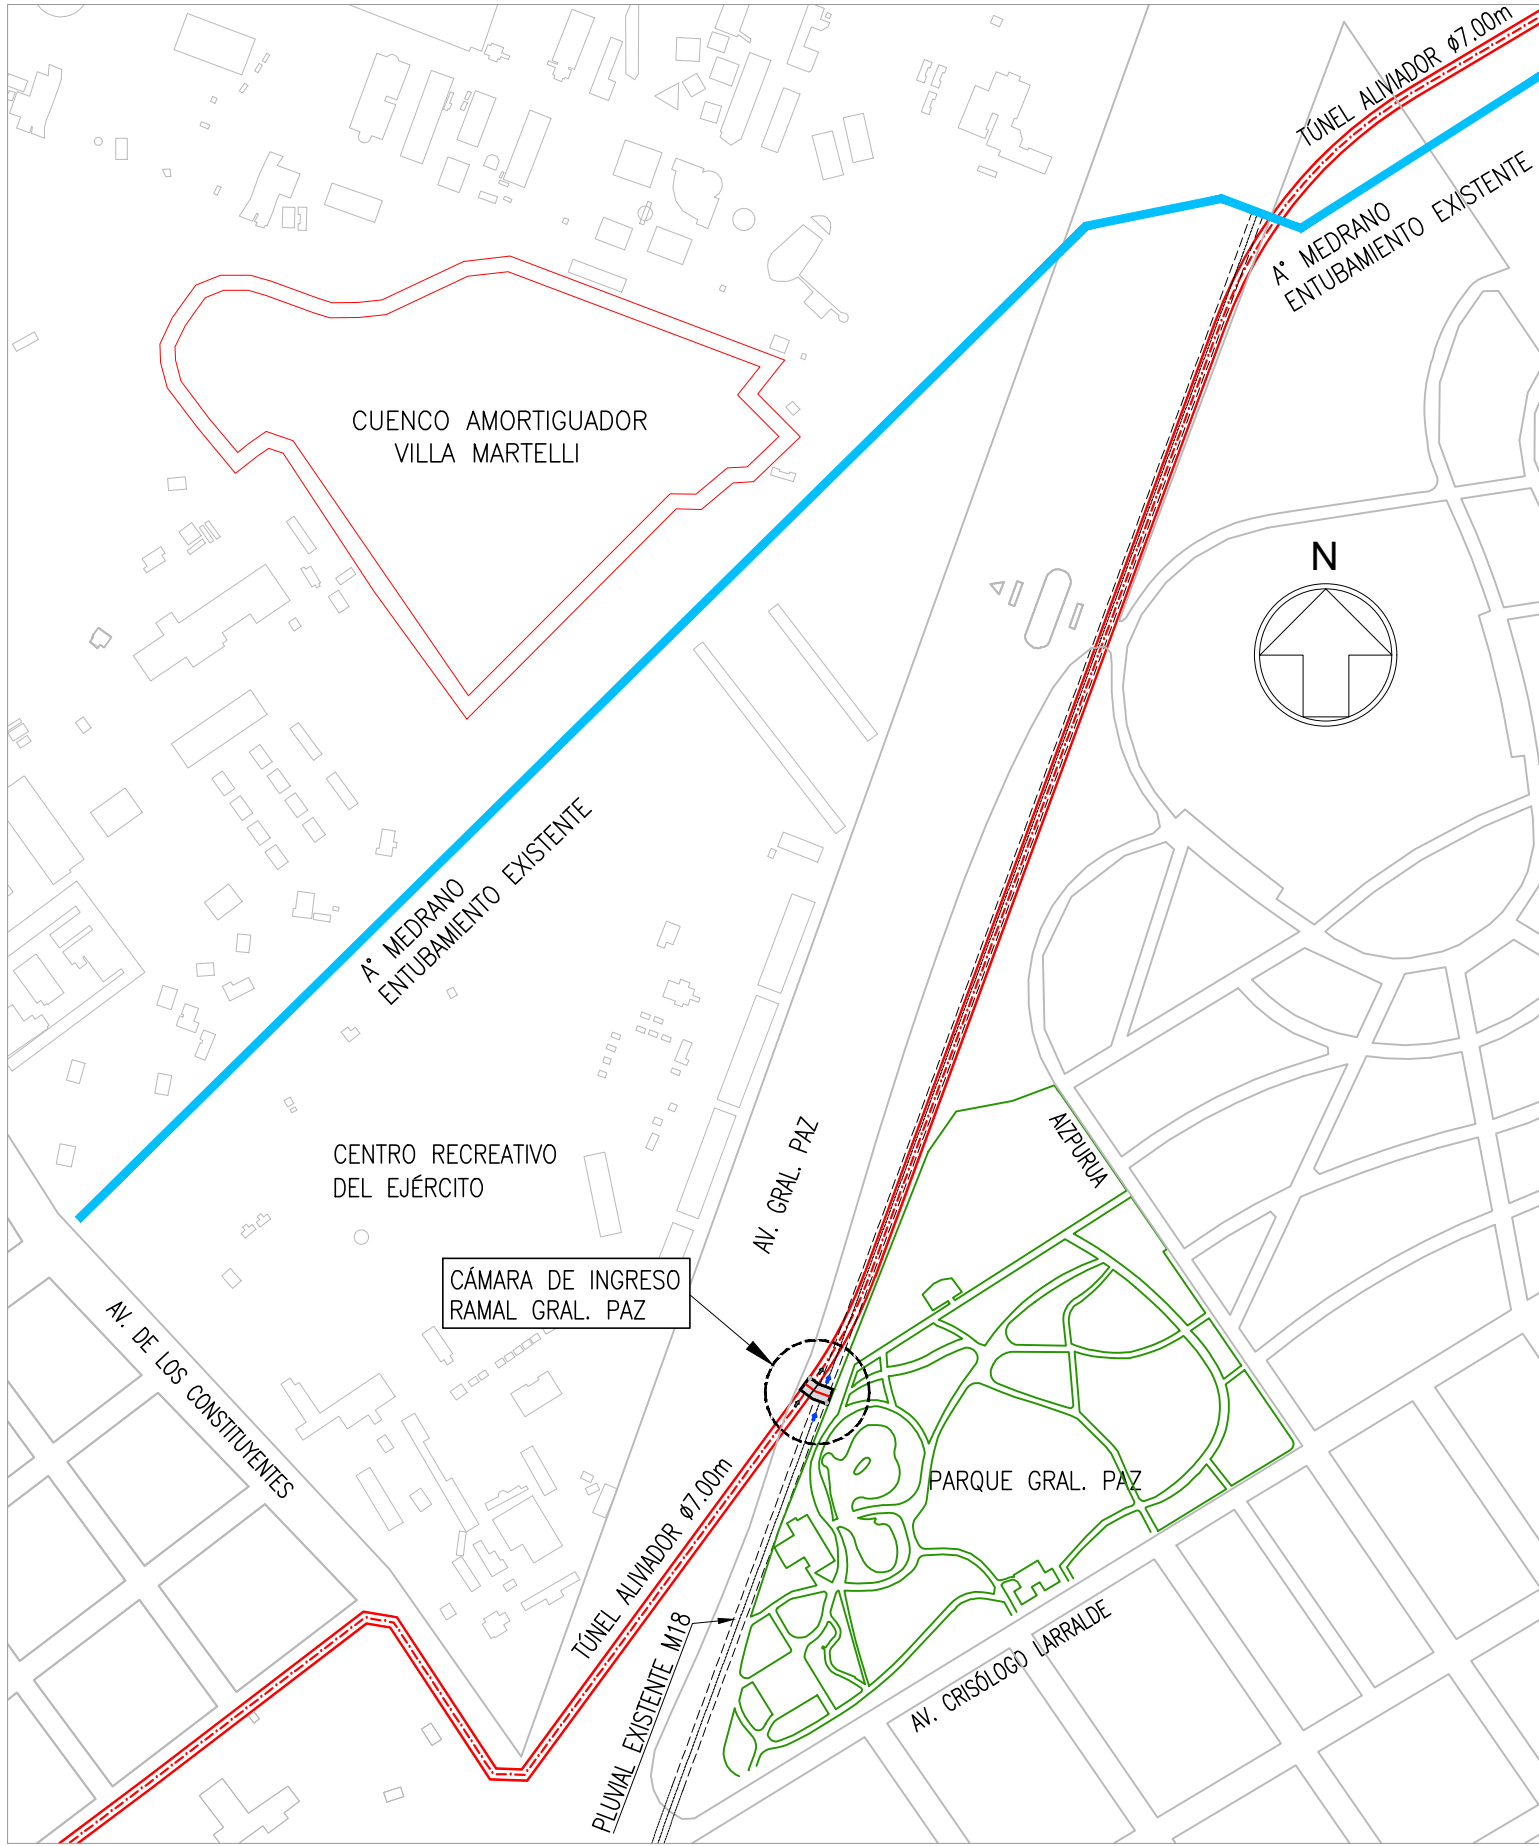 TÚNEL ALIVIADOR ø7.00m
A° MEDRANO
ENTUBAMIENTO EXISTENTE
CUENCO AMORTIGUADOR
VILLA MARTELLI
N
A° MEDRANO
ENTUBAMIENTO EXISTENTE
CENTRO RECREATIVO
DEL EJÉRCITO
AV. GRAL. PAZ
AIZPURUA
CÁMARA DE INGRESO
RAMAL GRAL. PAZ
AV. DE LOS CONSTITUYENTES
PARQUE GRAL. PAZ
TÚNEL ALIVIADOR ø7.00m
PLUVIAL EXISTENTE M18
AV. CRISÓLOGO LARRALDE